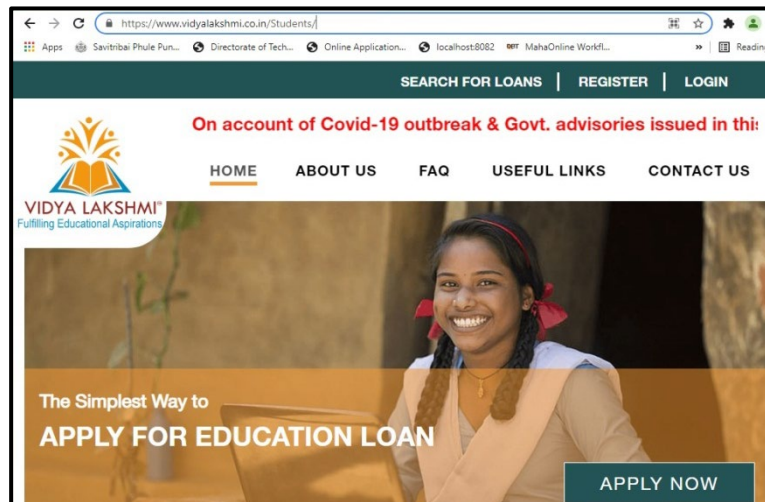 https://www.vidyalakshmi.co.in/Students/
Apps Savitribai Phule Pun... Directorate of Tech... Online Application... localhost:8082 DBT MahaOnline Workfl... » Readin
SEARCH FOR LOANS | REGISTER | LOGIN
On account of Covid-19 outbreak & Govt. advisories issued in this
HOME ABOUT US FAQ USEFUL LINKS CONTACT US
VIDYA LAKSHMI®
Fulfilling Educational Aspirations
The Simplest Way to
APPLY FOR EDUCATION LOAN
APPLY NOW